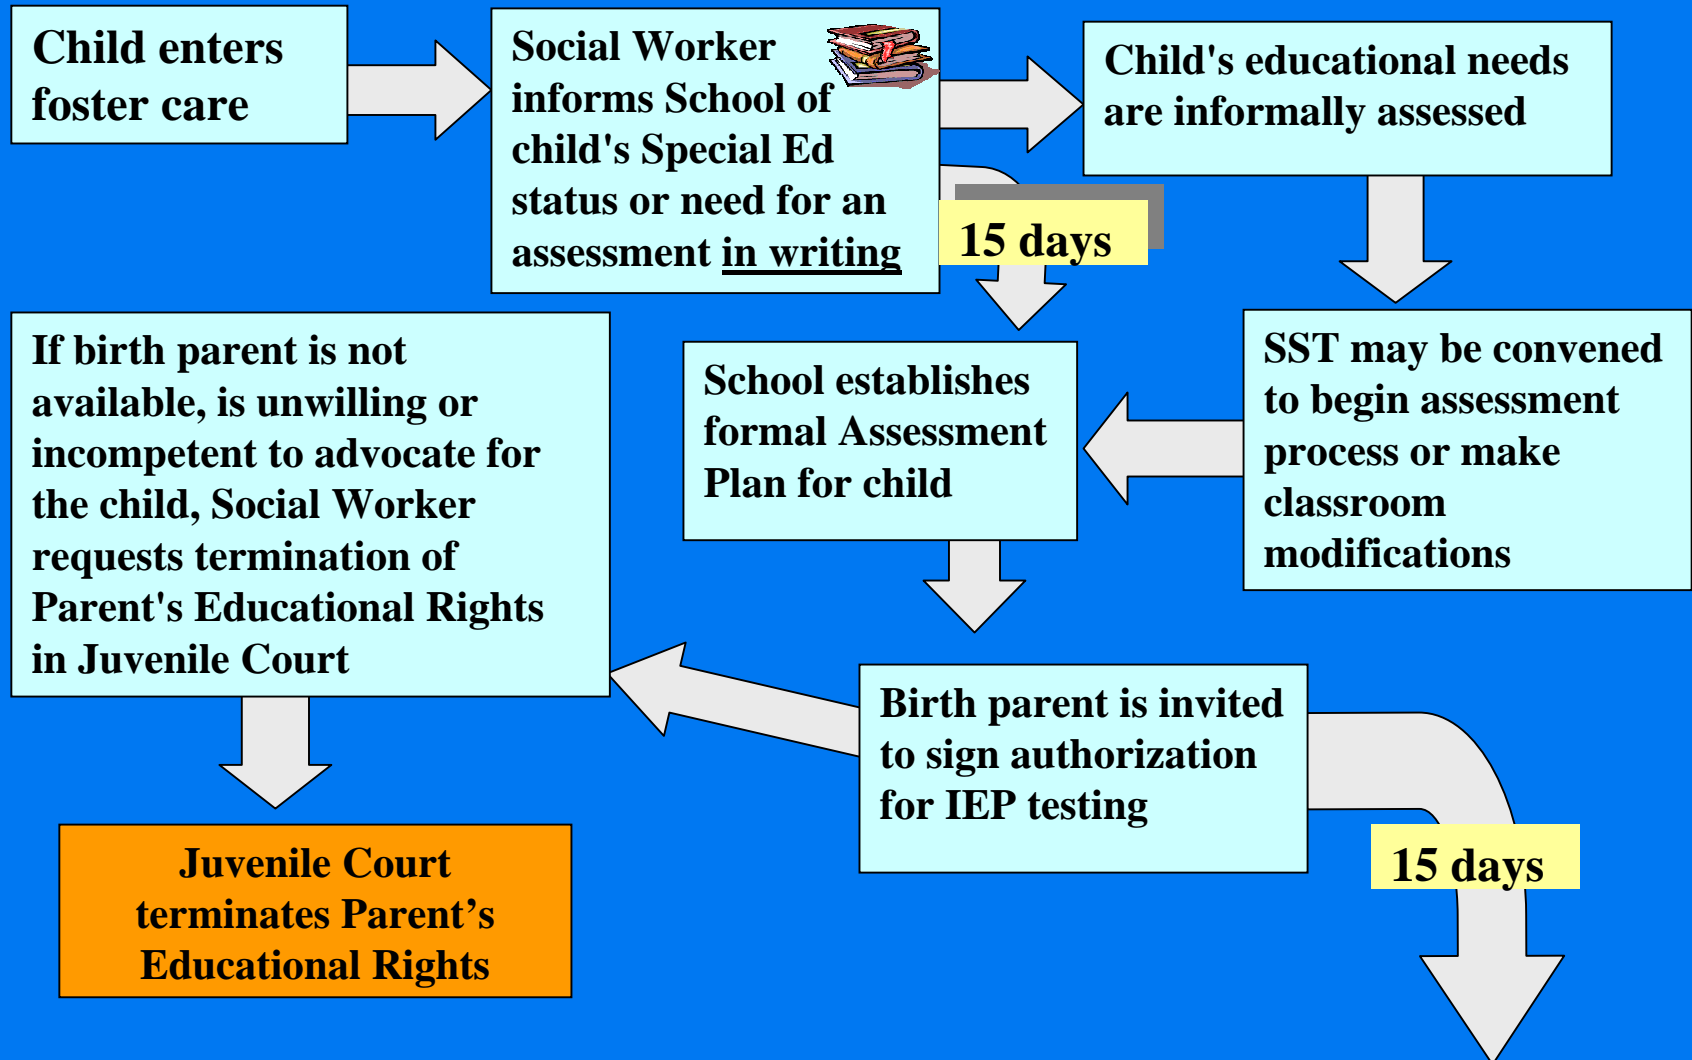 Child enters
foster care
Social Worker
informs School of
child's Special Ed
status or need for an
assessment in writing
Child's educational needs
are informally assessed
15 days
If birth parent is not
available, is unwilling or
incompetent to advocate for
the child, Social Worker
requests termination of
Parent's Educational Rights
in Juvenile Court
School establishes
formal Assessment
Plan for child
SST may be convened
to begin assessment
process or make
classroom
modifications
Birth parent is invited
to sign authorization
for IEP testing
15 days
Juvenile Court
terminates Parent’s
Educational Rights